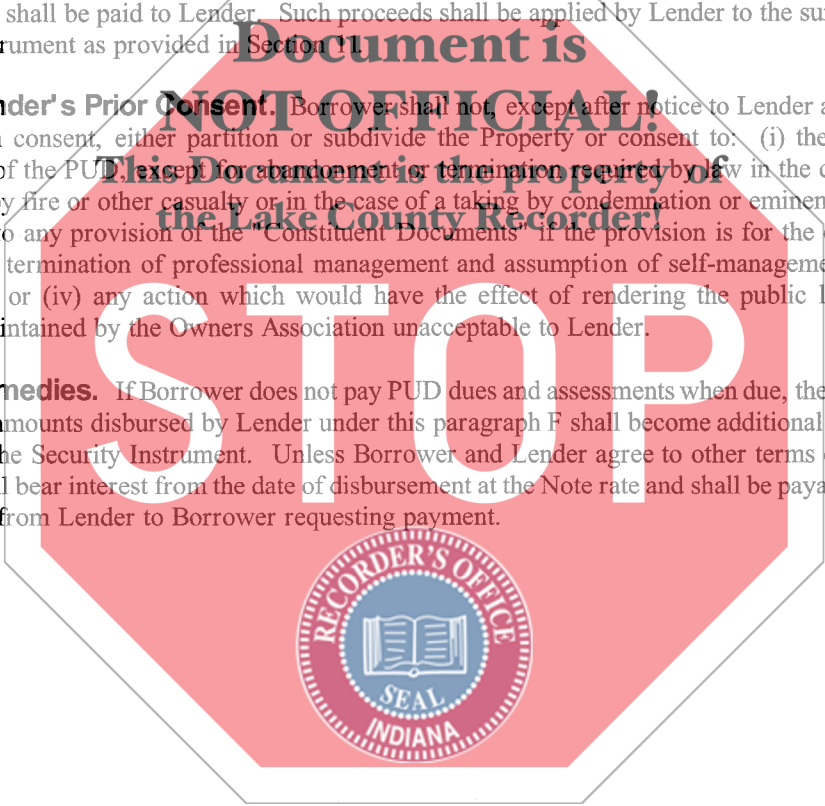 shall be paid to Lender. Such proceeds shall be applied by Lender to the
rument as provided in Section 11.
Document is
nder's Prior Consent. Borrower shall not, except after notice to Lender
NOT OFFICIAL!
consent, either partition or subdivide the Property or consent to: (i) the
of the PUD, except for abandonment or termination required by law in the
This Document is the property of
y fire or other casualty or in the case of a taking by condemnation or eminen
the Lake County Recorder!
o any provision of the "Constituent Documents" if the provision is for the
termination of professional management and assumption of self-manageme
or (iv) any action which would have the effect of rendering the public
intained by the Owners Association unacceptable to Lender.
STOP
medies. If Borrower does not pay PUD dues and assessments when due, the
amounts disbursed by Lender under this paragraph F shall become additional
he Security Instrument. Unless Borrower and Lender agree to other terms
l bear interest from the date of disbursement at the Note rate and shall be paya
from Lender to Borrower requesting payment.
RECORDER'S OFFICE
SEAL
INDIANA